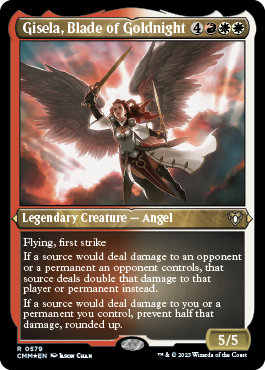 Gisela, Blade of Goldnight 4
Legendary Creature — Angel
Flying, first strike
If a source would deal damage to an opponent
or a permanent an opponent controls, that
source deals double that damage to that
player or permanent instead.
If a source would deal damage to you or a
permanent you control, prevent half that
damage, rounded up.
5/5
R 0579
CMM★EN Jason Chan
™ & © 2023 Wizards of the Coast